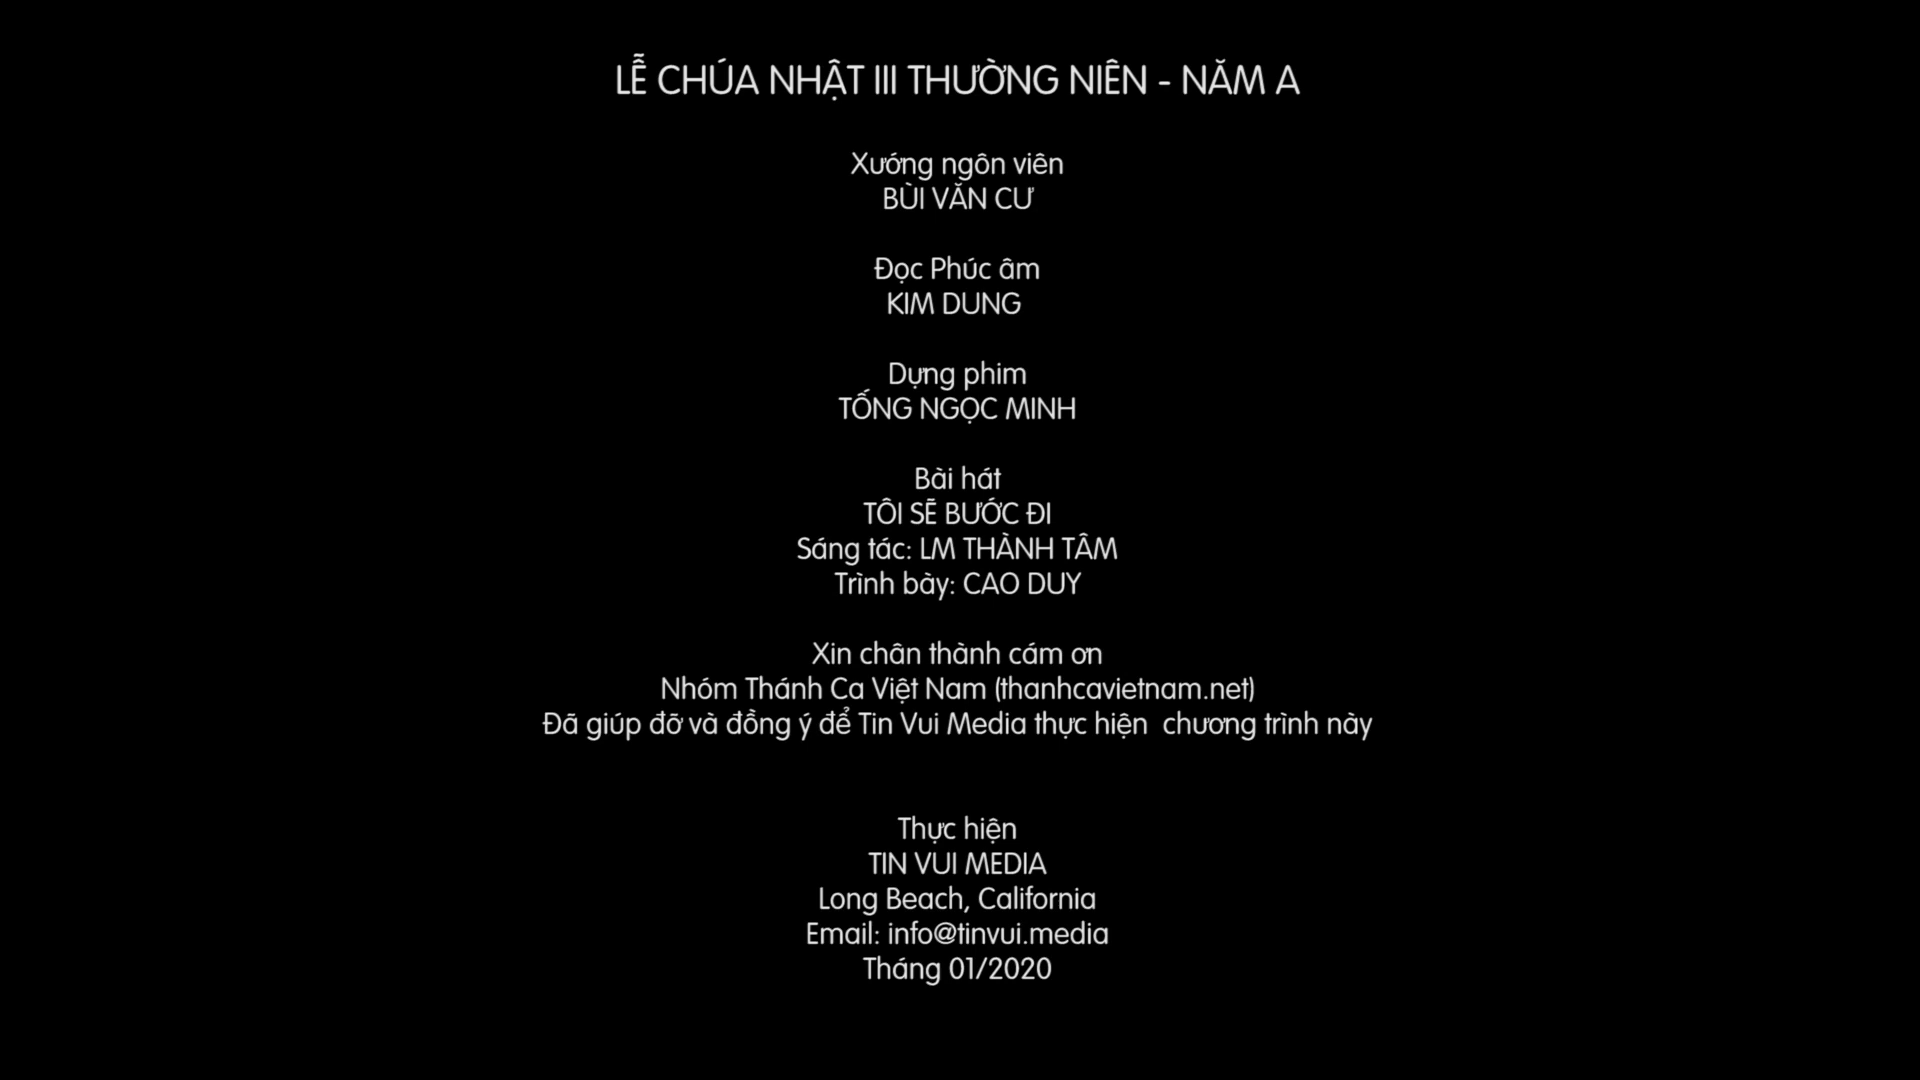 LỄ CHÚA NHẬT III THƯỜNG NIÊN - NĂM A
Xướng ngôn viên
BÙI VĂN CƯ
Đọc Phúc âm
KIM DUNG
Dựng phim
TỐNG NGỌC MINH
Bài hát
TÔI SẼ BƯỚC ĐI
Sáng tác: LM THÀNH TÂM
Trình bày: CAO DUY
Xin chân thành cám ơn
Nhóm Thánh Ca Việt Nam (thanhcavietnam.net)
Đã giúp đỡ và đồng ý để Tin Vui Media thực hiện  chương trình này
Thực hiện
TIN VUI MEDIA
Long Beach, California
Email: info@tinvui.media
Tháng 01/2020